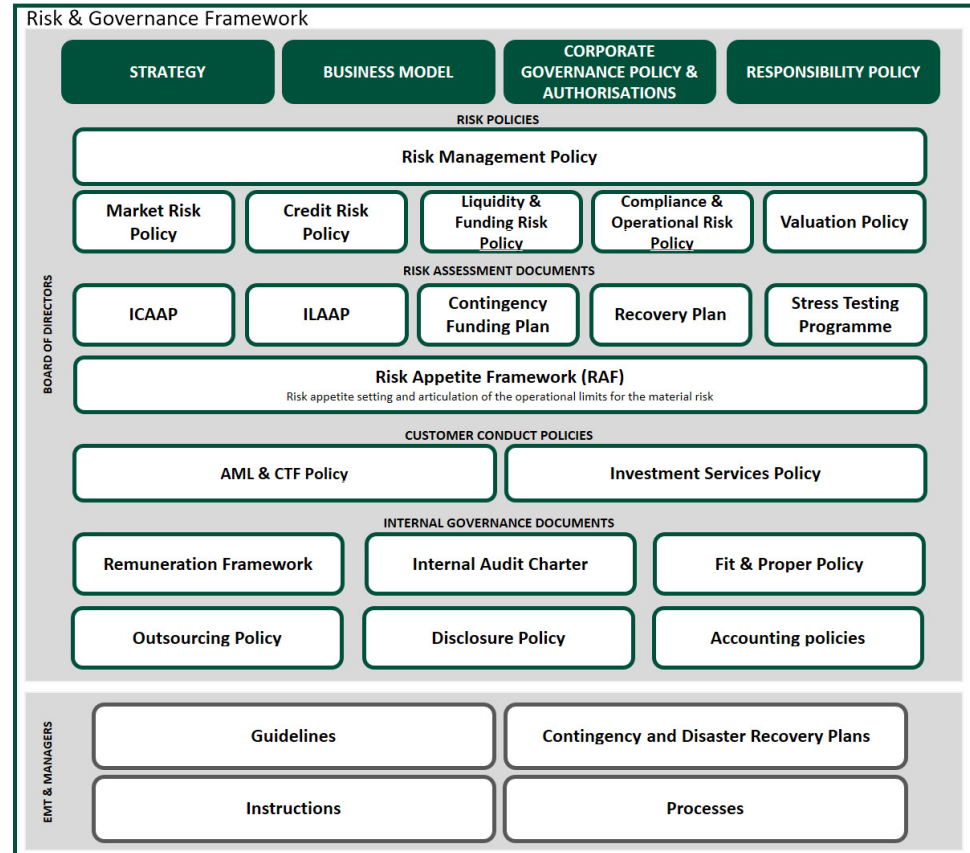 Risk & Governance Framework
STRATEGY
BUSINESS MODEL
CORPORATE
GOVERNANCE POLICY &
AUTHORISATIONS
RESPONSIBILITY POLICY
RISK POLICIES
Risk Management Policy
Market Risk
Policy
Credit Risk
Policy
Liquidity &
Funding Risk
Policy
Compliance &
Operational Risk
Policy
Valuation Policy
RISK ASSESSMENT DOCUMENTS
ICAAP
ILAAP
Contingency
Funding Plan
Recovery Plan
Stress Testing
Programme
Risk Appetite Framework (RAF)
Risk appetite setting and articulation of the operational limits for the material risk
BOARD OF DIRECTORS
CUSTOMER CONDUCT POLICIES
AML & CTF Policy
Investment Services Policy
INTERNAL GOVERNANCE DOCUMENTS
Remuneration Framework
Internal Audit Charter
Fit & Proper Policy
Outsourcing Policy
Disclosure Policy
Accounting policies
EMT & MANAGERS
Guidelines
Contingency and Disaster Recovery Plans
Instructions
Processes